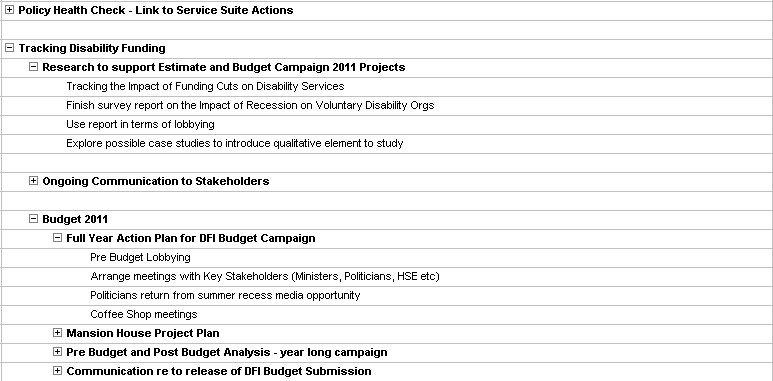 Policy Health Check - Link to Service Suite Actions
Tracking Disability Funding
Research to support Estimate and Budget Campaign 2011 Projects
Tracking the Impact of Funding Cuts on Disability Services
Finish survey report on the Impact of Recession on Voluntary Disability Orgs
Use report in terms of lobbying
Explore possible case studies to introduce qualitative element to study
Ongoing Communication to Stakeholders
Budget 2011
Full Year Action Plan for DFI Budget Campaign
Pre Budget Lobbying
Arrange meetings with Key Stakeholders (Ministers, Politicians, HSE etc)
Politicians return from summer recess media opportunity
Coffee Shop meetings
Mansion House Project Plan
Pre Budget and Post Budget Analysis - year long campaign
Communication re to release of DFI Budget Submission